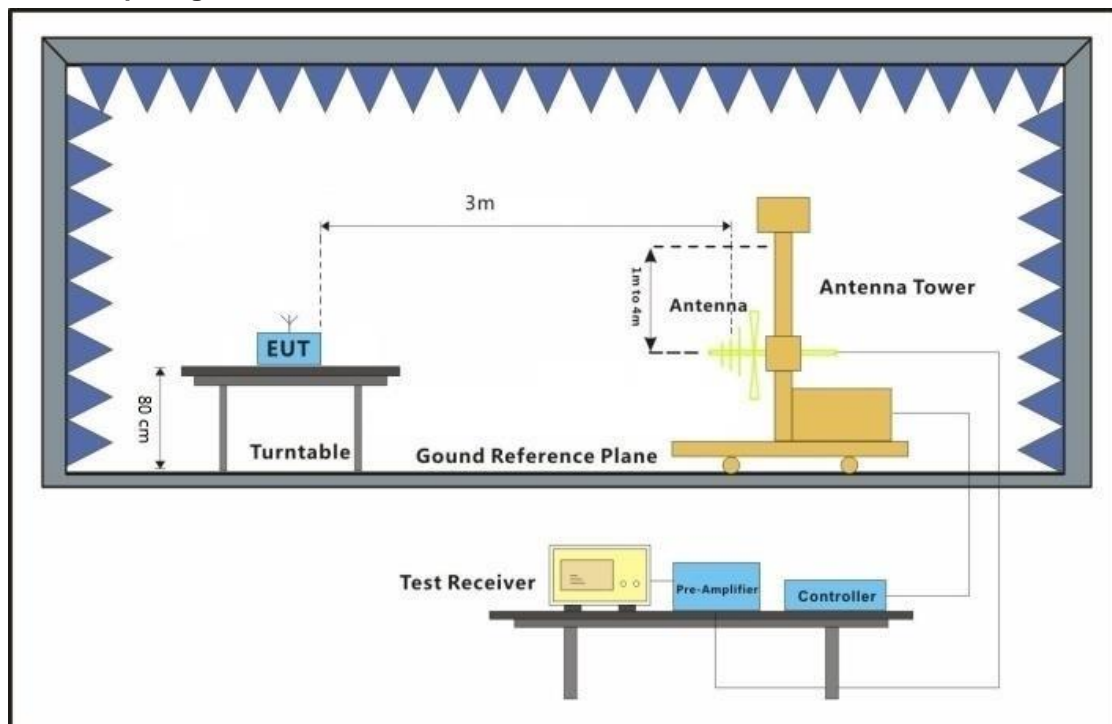 3m
1m to 4m
Antenna
Antenna Tower
EUT
80 cm
Turntable
Gound Reference Plane
Test Receiver
Pre-Amplifier
Controller